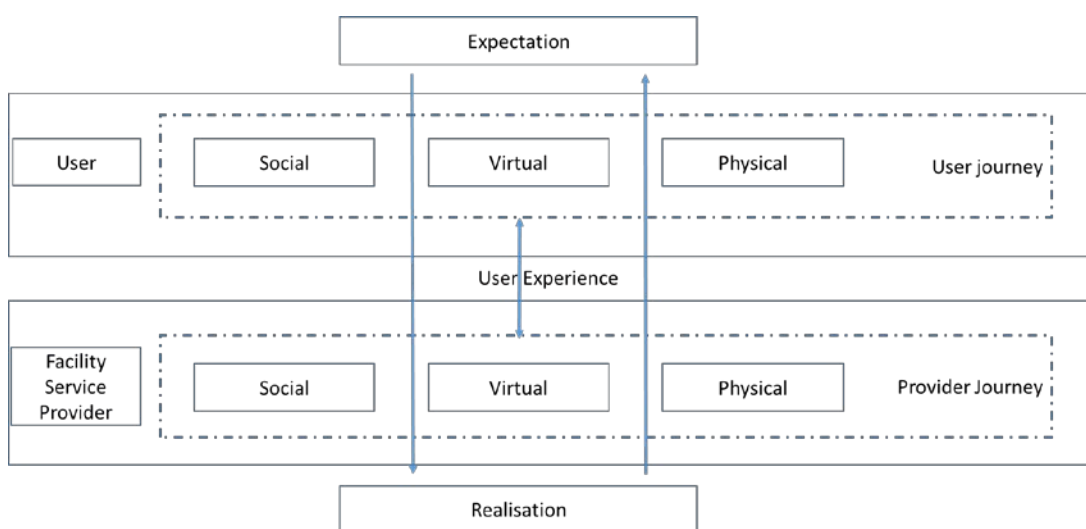 Expectation
User
Social
Virtual
Physical
User journey
User Experience
Facility
Service
Provider
Social
Virtual
Physical
Provider Journey
Realisation